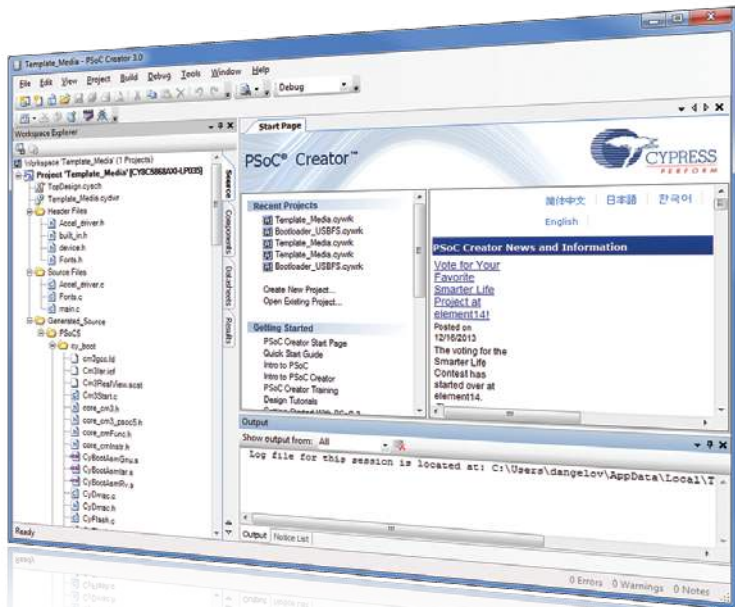 Template_Media - PSoC Creator 3.0
File Edit View Project Build Debug Tools Window Help
Debug
Workspace Explorer
Workspace 'Template_Media' (1 Projects)
Project 'Template_Media' [CY8C5868AXI-LP035]
TopDesign.cysch
Template_Media.cydwr
Header Files
Accel_driver.h
built_in.h
device.h
Fonts.h
Source Files
Accel_driver.c
Fonts.c
main.c
Generated_Source
PSoC5
cy_boot
cm3gcc.ld
Cm3Iar.icf
Cm3RealView.scat
Cm3Start.c
core_cm3.h
core_cm3_psoc5.h
core_cmFunc.h
core_cmInstr.h
CyBootAsmGnu.s
CyBootAsmIar.s
CyBootAsmRv.s
CyDmac.c
CyDmac.h
CyFlash.c
Source
Components
Datasheets
Results
Start Page
PSoC® Creator™
CYPRESS
PERFORM
Recent Projects
Template_Media.cywrk
Bootloader_USBFS.cywrk
Template_Media.cywrk
Template_Media.cywrk
Bootloader_USBFS.cywrk
Create New Project...
Open Existing Project...
Getting Started
PSoC Creator Start Page
Quick Start Guide
Intro to PSoC
Intro to PSoC Creator
PSoC Creator Training
Design Tutorials
Getting Started With PSoC 3
简体中文 日本語 한국어
English
PSoC Creator News and Information
Vote for Your
Favorite
Smarter Life
Project at
element14!
Posted on
12/16/2013
The voting for the
Smarter Life
Contest has
started over at
element14.
Output
Show output from: All
Log file for this session is located at: C:\Users\dangelov\AppData\Local\T
Output Notice List
Ready
0 Errors 0 Warnings 0 Notes